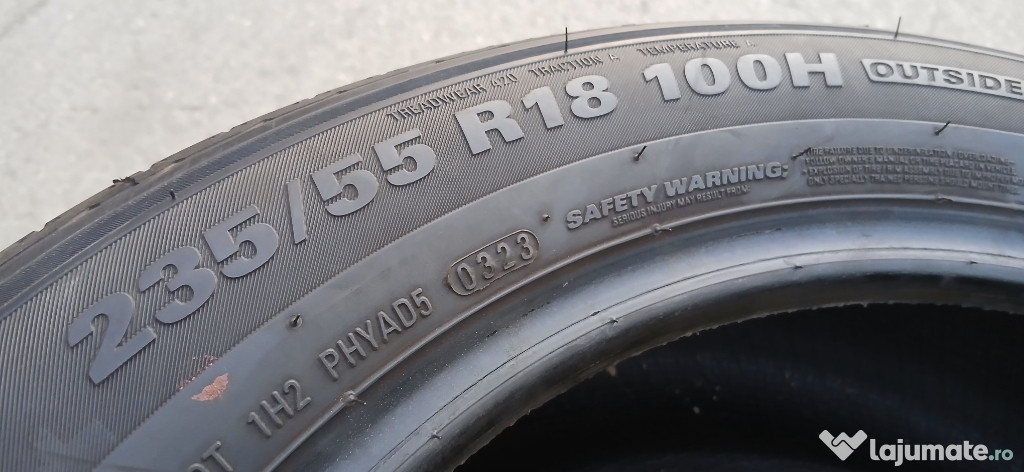 TREADWEAR 420 TRACTION A TEMPERATURE A
235/55 R18 100H OUTSIDE
SAFETY WARNING:
SERIOUS INJURY MAY RESULT FROM
1H2 PHYAD5 0323
lajumate.ro